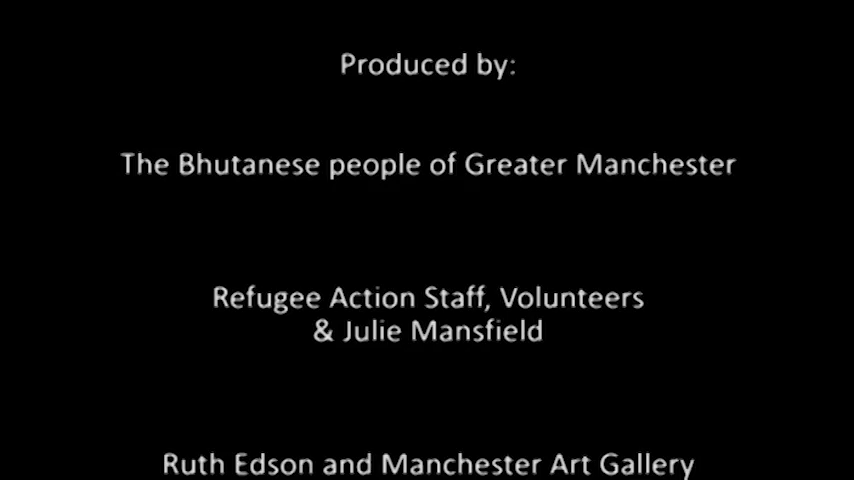 Produced by:
The Bhutanese people of Greater Manchester
Refugee Action Staff, Volunteers
& Julie Mansfield
Ruth Edson and Manchester Art Gallery